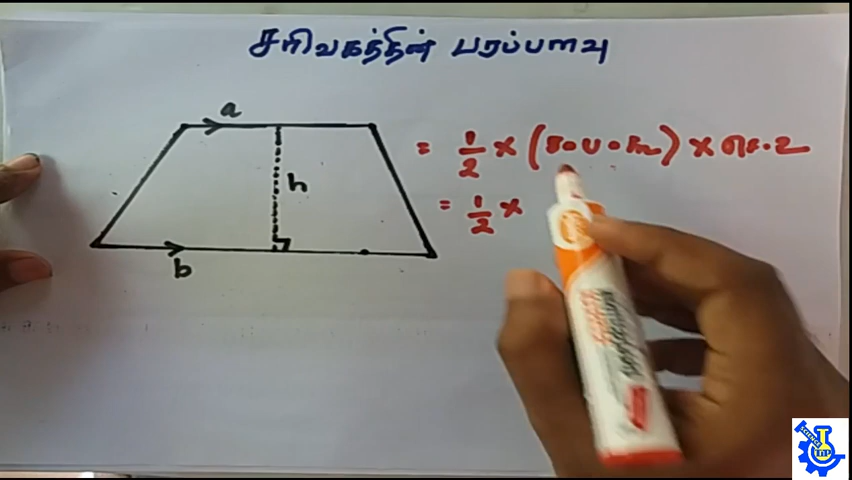 சரிவகத்தின் பரப்பளவு
a
= 1/2 × (ச.ப.கூ) × செ.உ
h
= 1/2 ×
b